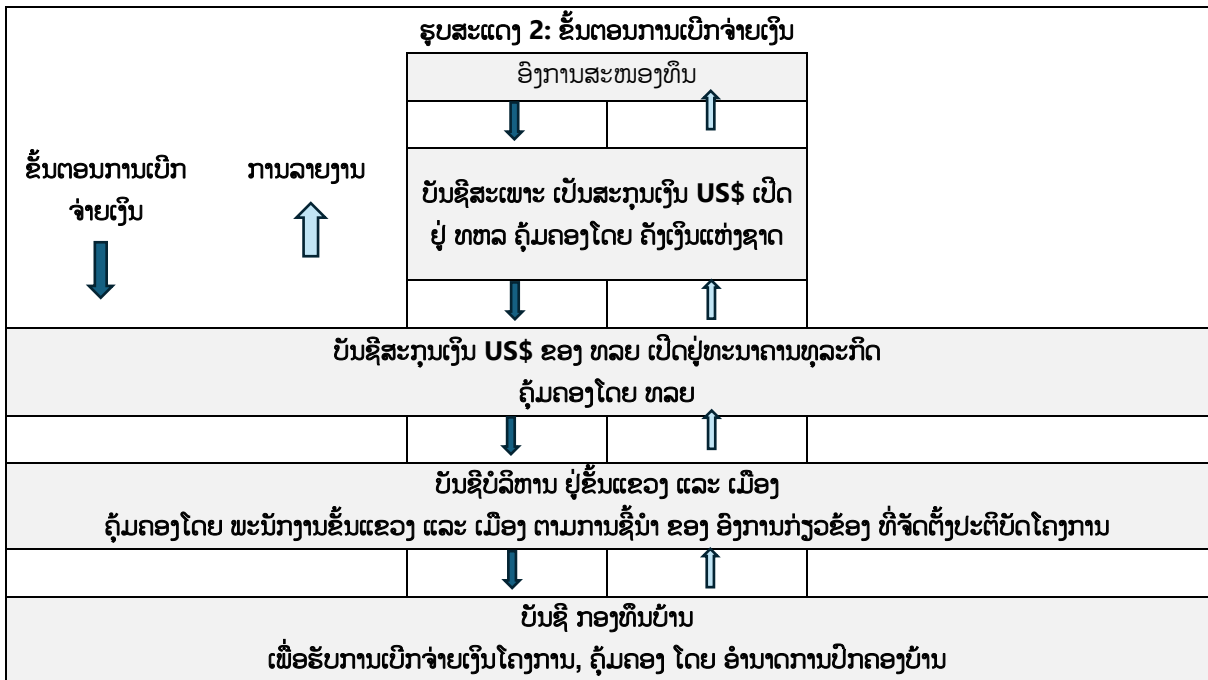 ຮູບສະແດງ 2: ຂັ້ນຕອນການເບີກຈ່າຍເງິນ
ອົງການສະໜອງທຶນ
ຂັ້ນຕອນການເບີກ
ຈ່າຍເງິນ
ການລາຍງານ
ບັນຊີສະເພາະ ເປັນສະກຸນເງິນ US$ ເປີດ
ຢູ່ ທຫລ ຄຸ້ມຄອງໂດຍ ຄັງເງິນແຫ່ງຊາດ
ບັນຊີສະກຸນເງິນ US$ ຂອງ ທລຍ ເປີດຢູ່ທະນາຄານທຸລະກິດ
ຄຸ້ມຄອງໂດຍ ທລຍ
ບັນຊີບໍລິຫານ ຢູ່ຂັ້ນແຂວງ ແລະ ເມືອງ
ຄຸ້ມຄອງໂດຍ ພະນັກງານຂັ້ນແຂວງ ແລະ ເມືອງ ຕາມການຊີ້ນຳ ຂອງ ອົງການກ່ຽວຂ້ອງ ທີ່ຈັດຕັ້ງປະຕິບັດໂຄງການ
ບັນຊີ ກອງທຶນບ້ານ
ເພື່ອຮັບການເບີກຈ່າຍເງິນໂຄງການ, ຄຸ້ມຄອງ ໂດຍ ອຳນາດການປົກຄອງບ້ານ